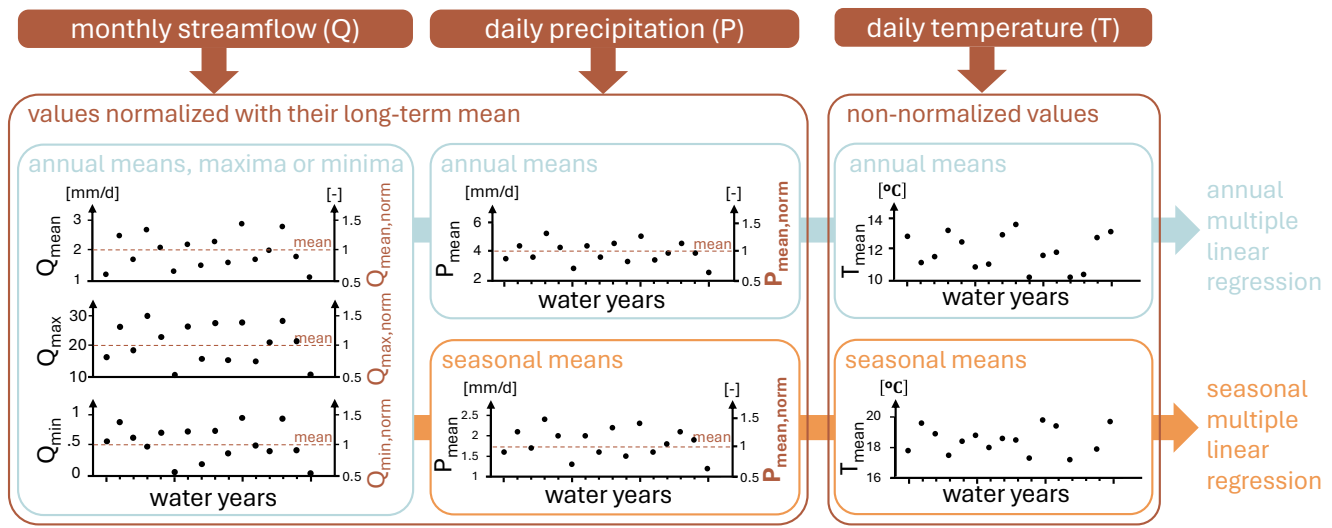 monthly streamflow (Q)
daily precipitation (P)
daily temperature (T)
values normalized with their long-term mean
non-normalized values
annual means, maxima or minima
[mm/d]
[-]
Qmean
3
2
1
mean
1.5
1
0.5
Qmean,norm
Qmax
30
20
10
mean
1.5
1
0.5
Qmax,norm
Qmin
1
.5
0
mean
1.5
1
0.5
Qmin,norm
water years
annual means
[mm/d]
[-]
Pmean
6
4
2
mean
1.5
1
0.5
Pmean,norm
water years
seasonal means
[mm/d]
[-]
Pmean
2.5
2
1.5
1
mean
1.5
1
0.5
Pmean,norm
water years
annual means
[ºC]
Tmean
14
12
10
water years
seasonal means
[ºC]
Tmean
20
18
16
water years
annual
multiple
linear
regression
seasonal
multiple
linear
regression